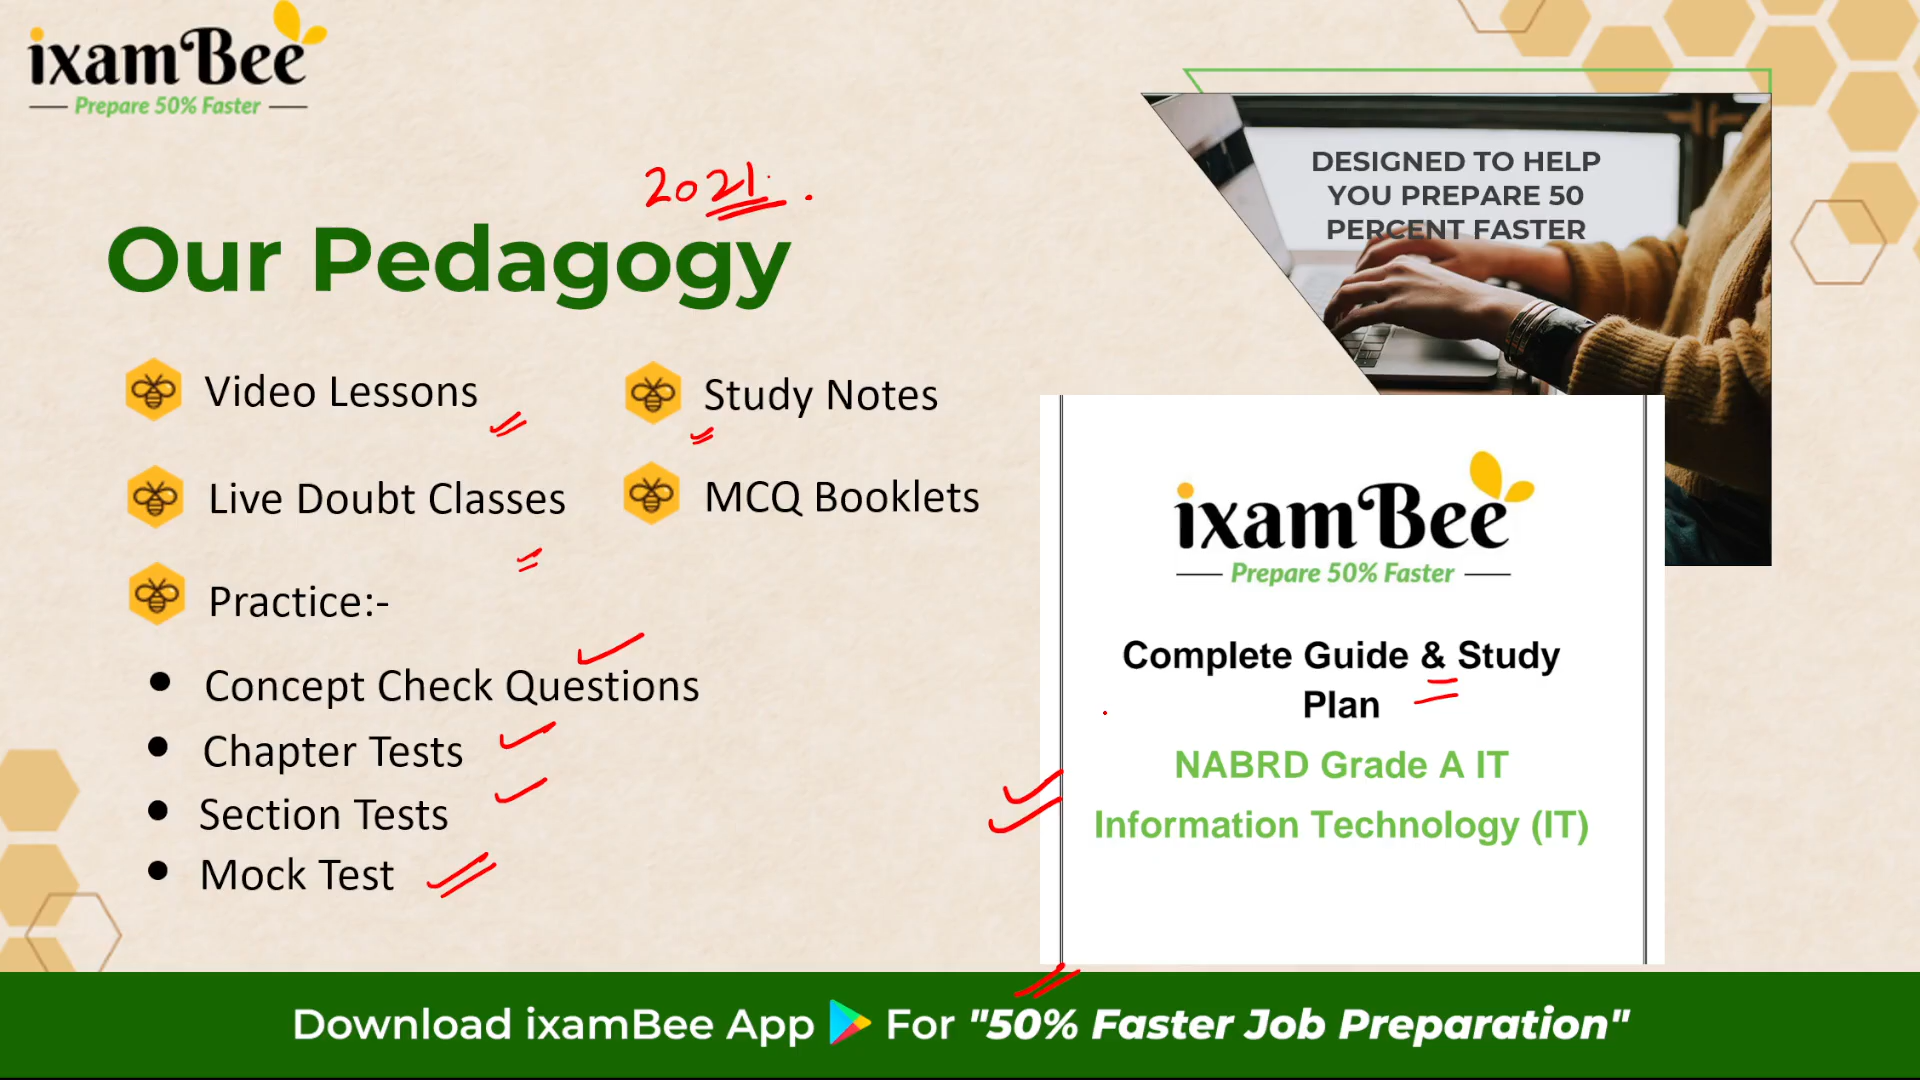 ixamBee
Prepare 50% Faster
DESIGNED TO HELP
YOU PREPARE 50
PERCENT FASTER
2021
Our Pedagogy
Video Lessons
Study Notes
Live Doubt Classes
MCQ Booklets
Practice:-
• Concept Check Questions
• Chapter Tests
• Section Tests
• Mock Test
ixamBee
Prepare 50% Faster
Complete Guide & Study
Plan
NABRD Grade A IT
Information Technology (IT)
Download ixamBee App For "50% Faster Job Preparation"